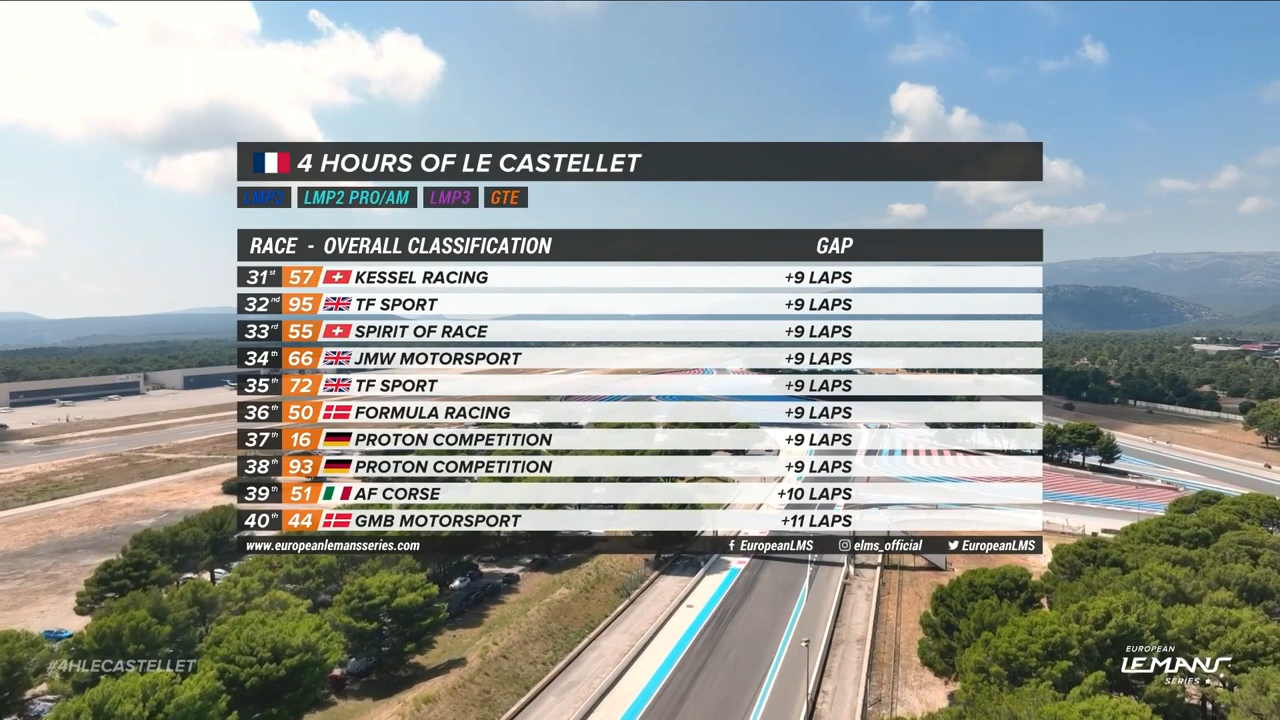 4 HOURS OF LE CASTELLET
LMP2 LMP2 PRO/AM LMP3 GTE
RACE - OVERALL CLASSIFICATION GAP
31st 57 KESSEL RACING +9 LAPS
32nd 95 TF SPORT +9 LAPS
33rd 55 SPIRIT OF RACE +9 LAPS
34th 66 JMW MOTORSPORT +9 LAPS
35th 72 TF SPORT +9 LAPS
36th 50 FORMULA RACING +9 LAPS
37th 16 PROTON COMPETITION +9 LAPS
38th 93 PROTON COMPETITION +9 LAPS
39th 51 AF CORSE +10 LAPS
40th 44 GMB MOTORSPORT +11 LAPS
www.europeanlemansseries.com EuropeanLMS elms_official EuropeanLMS
#4HLECASTELLET
EUROPEAN
LEMANS
SERIES